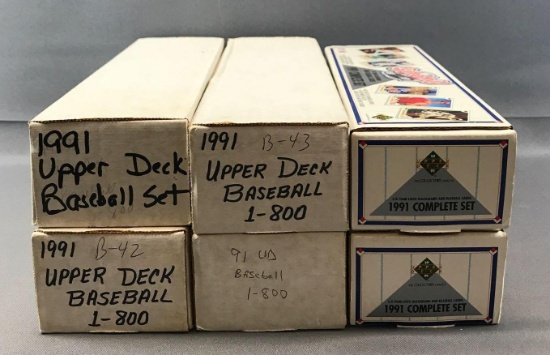 1991
Upper Deck
Baseball Set
1991 B-43
UPPER DECK
BASEBALL
1-800
1991 COMPLETE SET
1991 B-42
UPPER DECK
BASEBALL
1-800
91 UD
Baseball
1-800
1991 COMPLETE SET